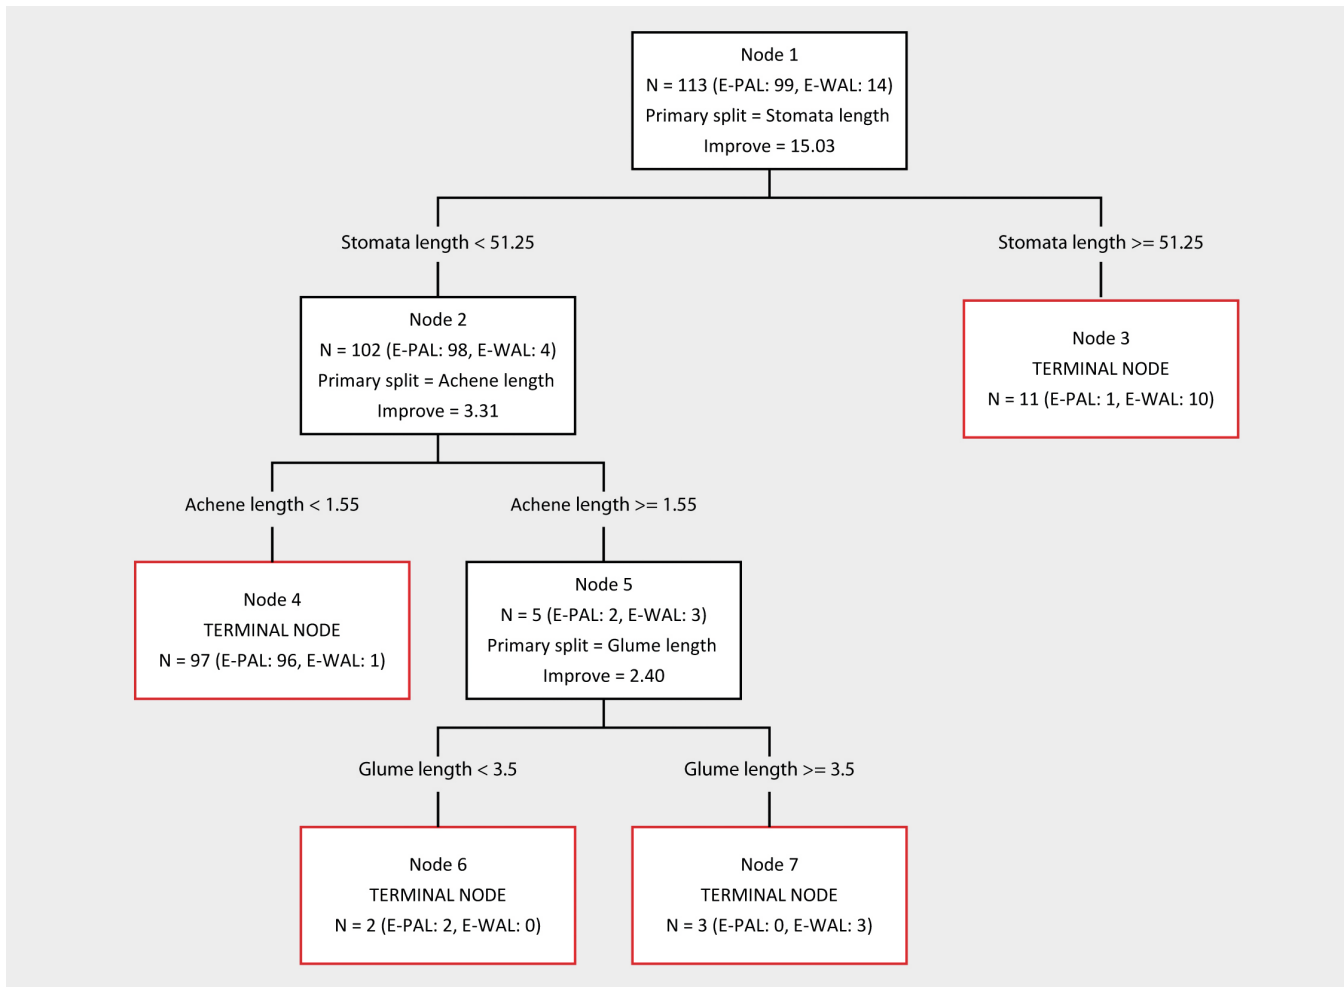 Node 1
N = 113 (E-PAL: 99, E-WAL: 14)
Primary split = Stomata length
Improve = 15.03
Stomata length < 51.25
Stomata length >= 51.25
Node 2
N = 102 (E-PAL: 98, E-WAL: 4)
Primary split = Achene length
Improve = 3.31
Node 3
TERMINAL NODE
N = 11 (E-PAL: 1, E-WAL: 10)
Achene length < 1.55
Achene length >= 1.55
Node 4
TERMINAL NODE
N = 97 (E-PAL: 96, E-WAL: 1)
Node 5
N = 5 (E-PAL: 2, E-WAL: 3)
Primary split = Glume length
Improve = 2.40
Glume length < 3.5
Glume length >= 3.5
Node 6
TERMINAL NODE
N = 2 (E-PAL: 2, E-WAL: 0)
Node 7
TERMINAL NODE
N = 3 (E-PAL: 0, E-WAL: 3)